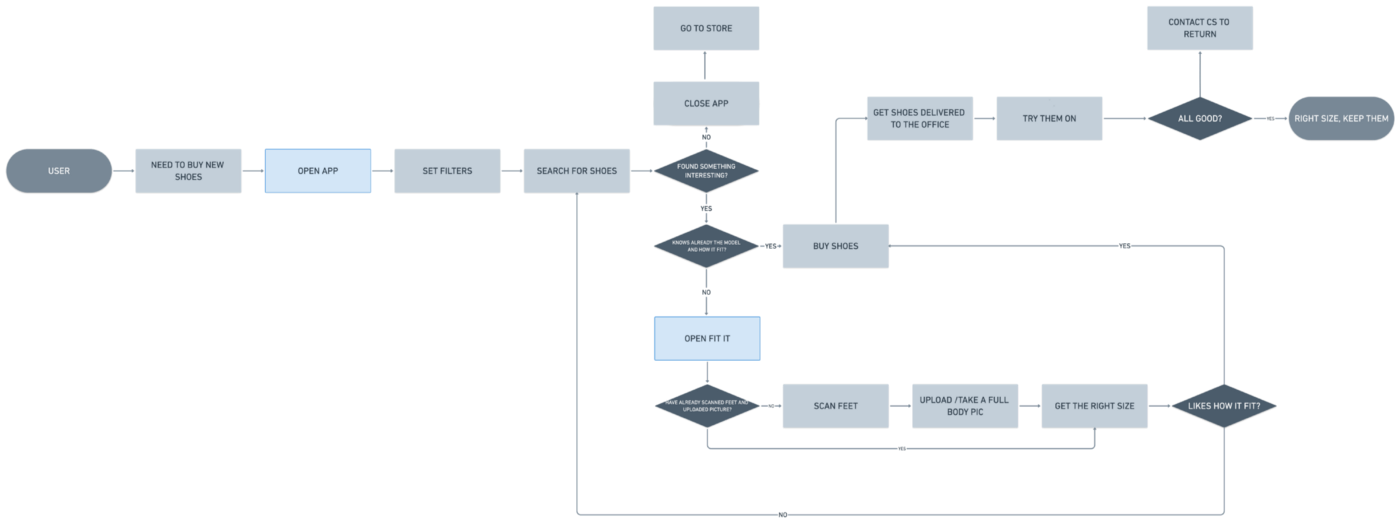 GO TO STORE
CONTACT CS TO
RETURN
CLOSE APP
GET SHOES DELIVERED
TO THE OFFICE
TRY THEM ON
ALL GOOD?
YES
RIGHT SIZE, KEEP THEM
NO
USER
NEED TO BUY NEW
SHOES
OPEN APP
SET FILTERS
SEARCH FOR SHOES
FOUND SOMETHING
INTERESTING?
YES
KNOWS ALREADY THE MODEL
AND HOW IT FIT?
YES
BUY SHOES
YES
NO
OPEN FIT IT
HAVE ALREADY SCANNED FEET AND
UPLOADED PICTURE?
NO
SCAN FEET
UPLOAD /TAKE A FULL
BODY PIC
GET THE RIGHT SIZE
LIKES HOW IT FIT?
YES
NO